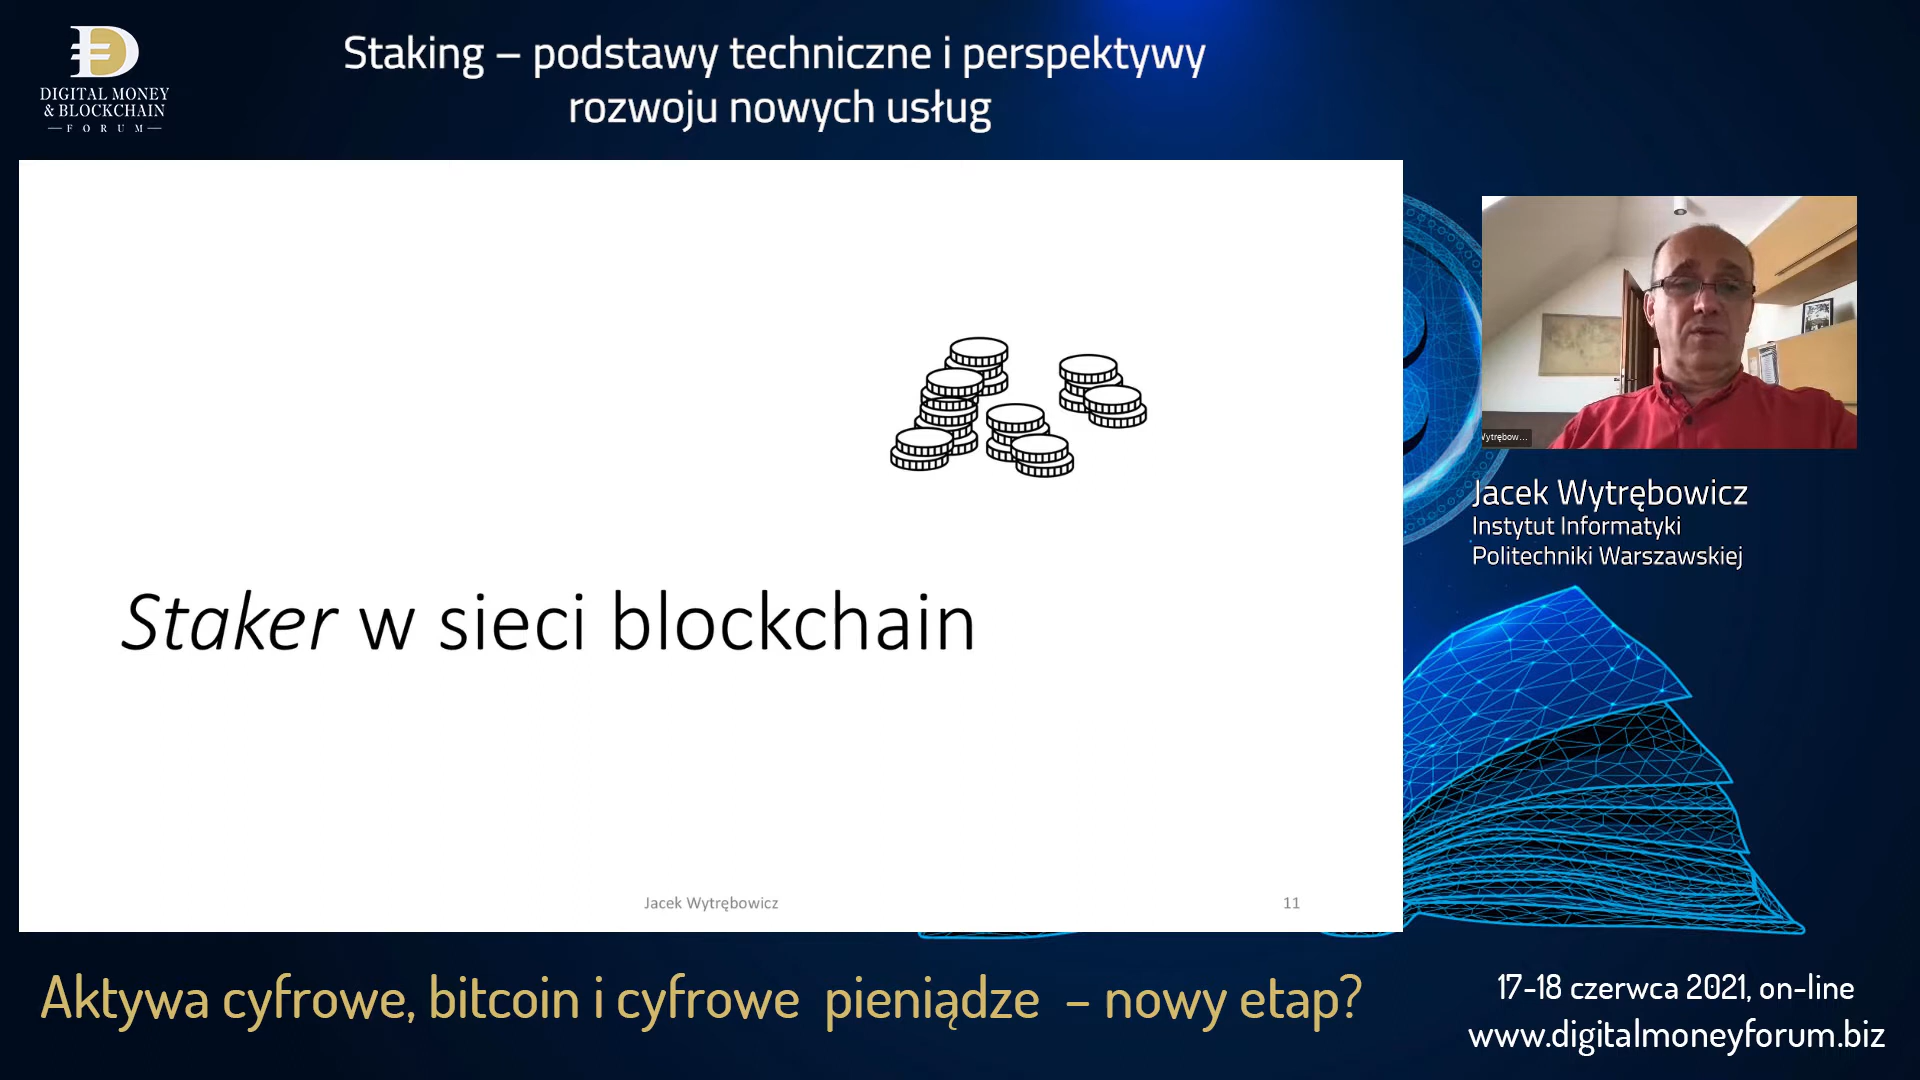 DIGITAL MONEY
& BLOCKCHAIN
FORUM
Staking – podstawy techniczne i perspektywy
rozwoju nowych usług
Staker w sieci blockchain
Jacek Wytrębowicz
11
Wytrębow...
Jacek Wytrębowicz
Instytut Informatyki
Politechniki Warszawskiej
Aktywa cyfrowe, bitcoin i cyfrowe pieniądze – nowy etap?
17-18 czerwca 2021, on-line
www.digitalmoneyforum.biz